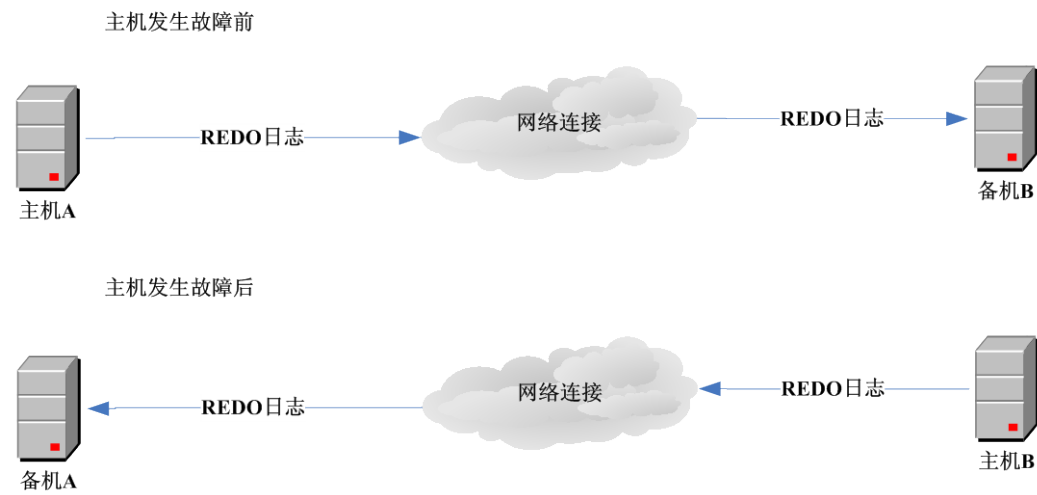 主机发生故障前
REDO日志
网络连接
REDO日志
主机A
备机B
主机发生故障后
REDO日志
网络连接
REDO日志
备机A
主机B